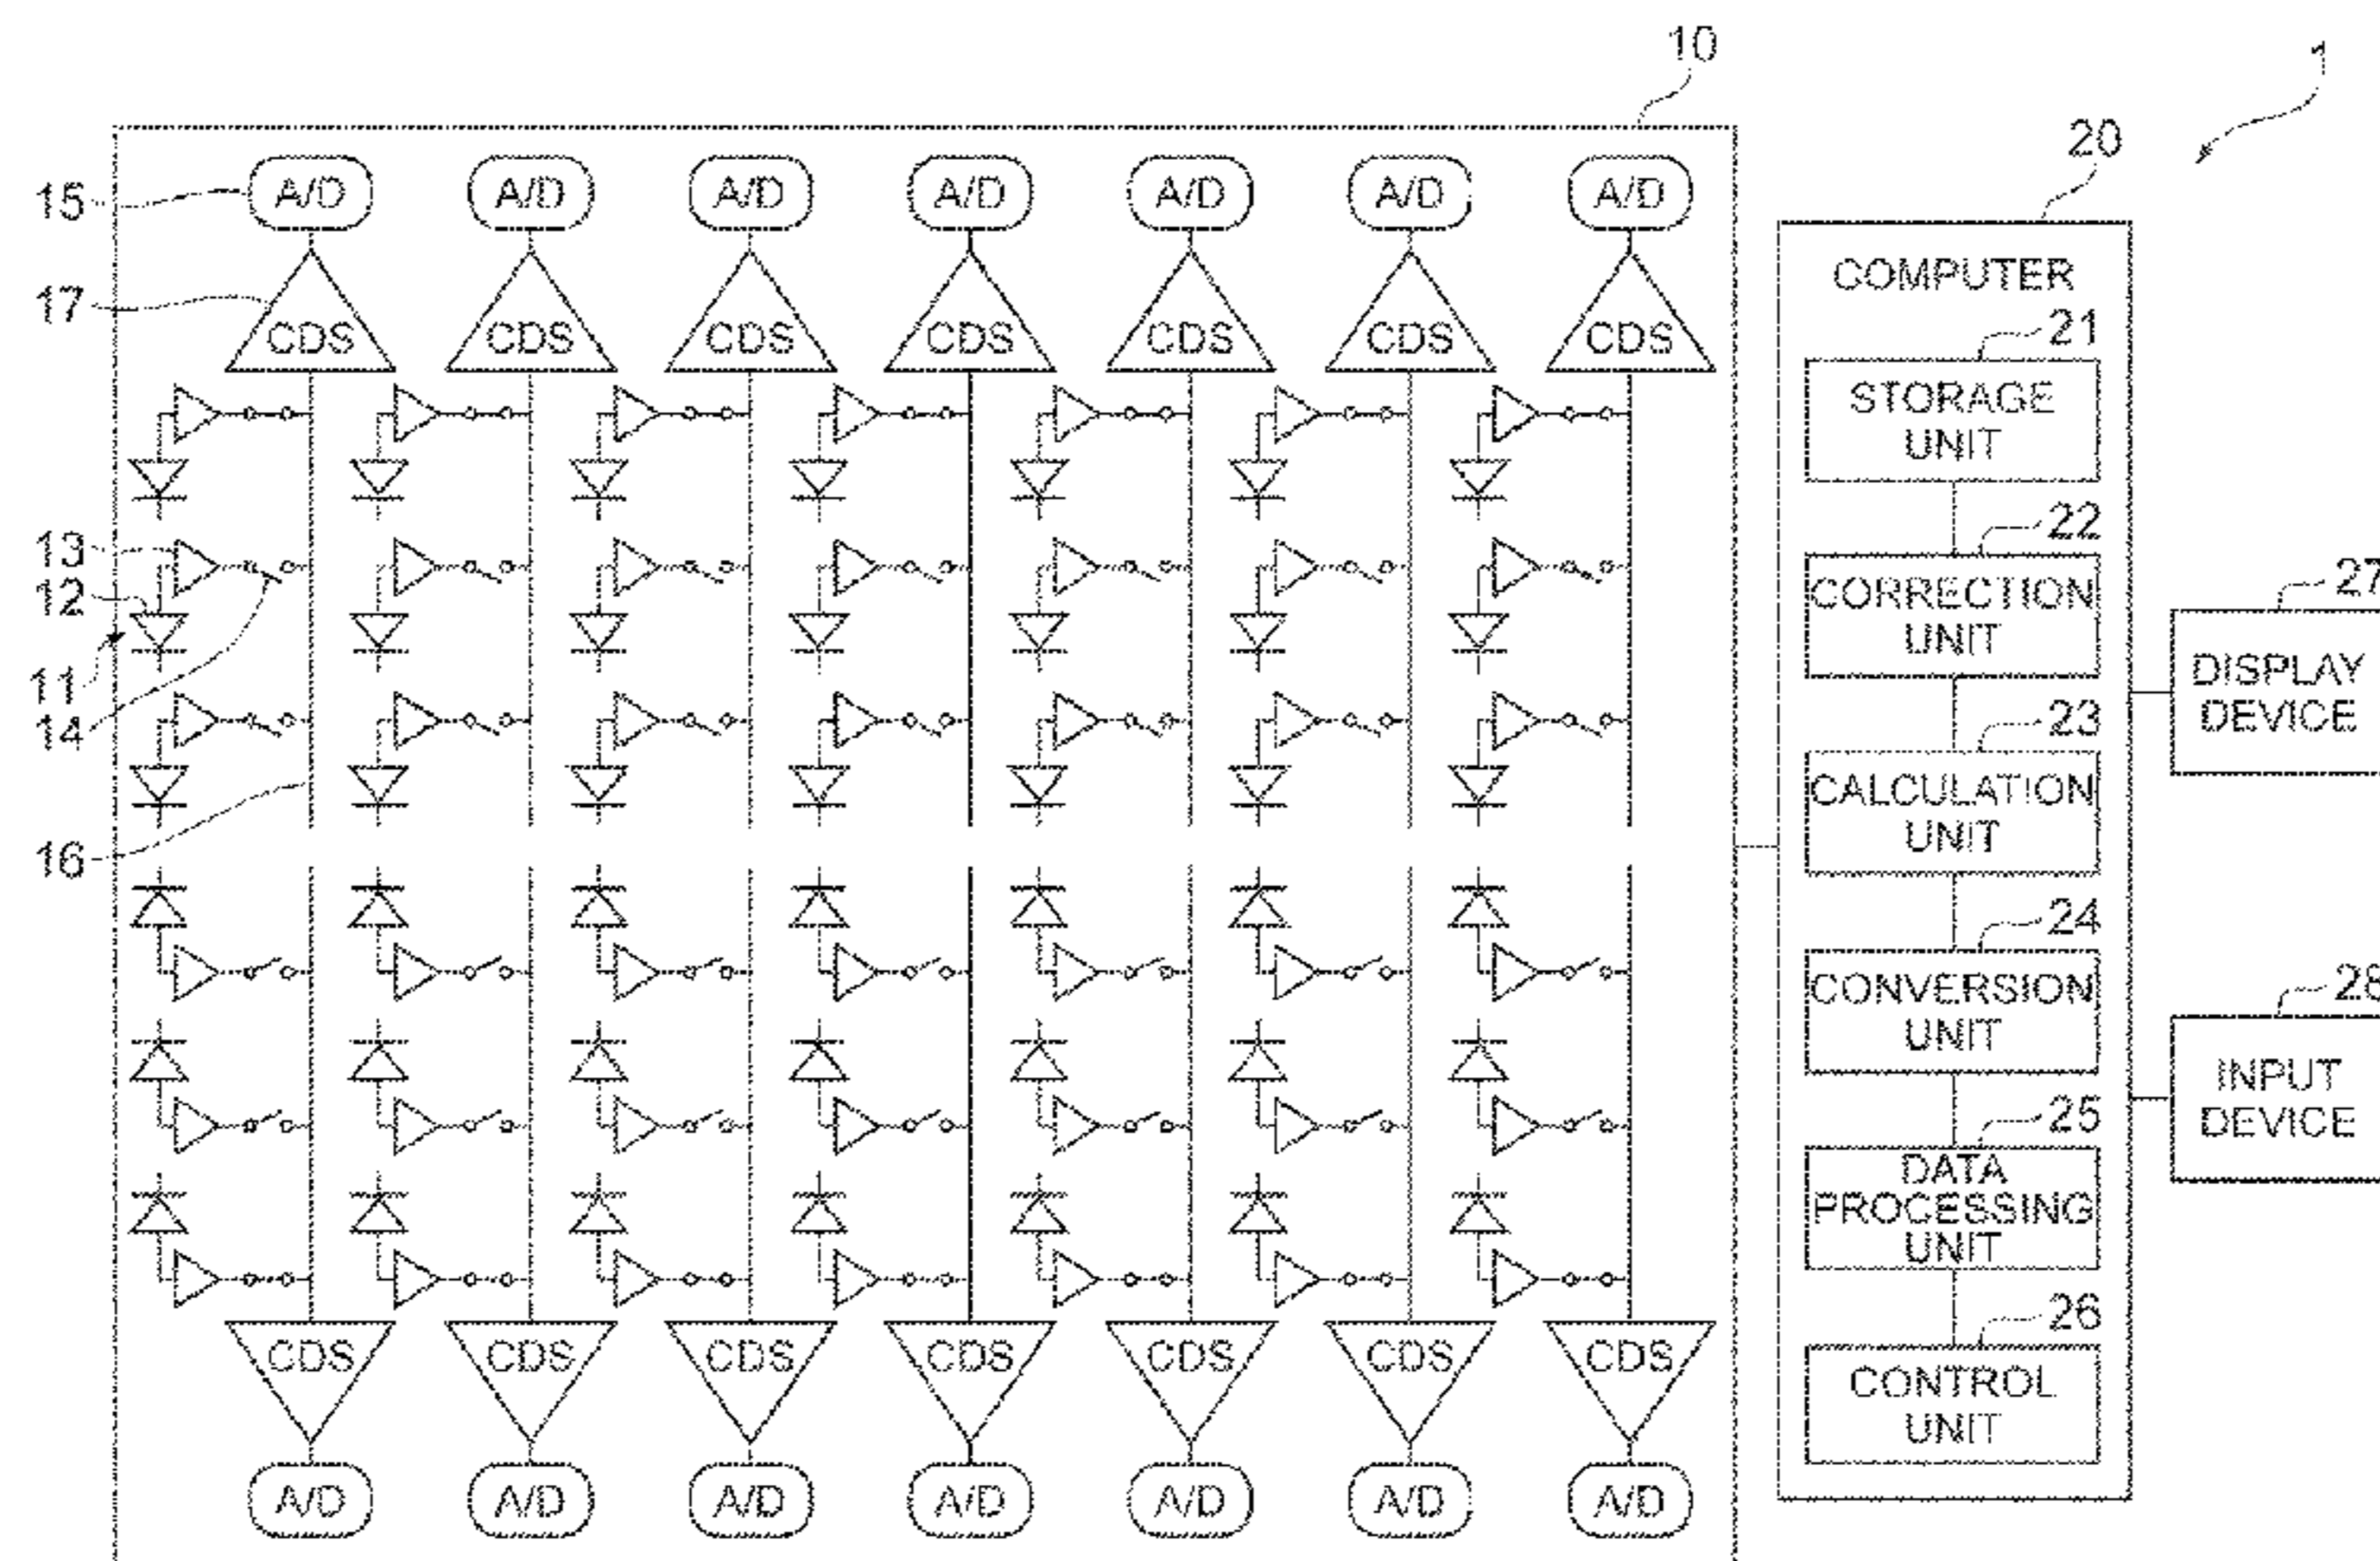 10
1
20
15
A/D A/D A/D A/D A/D A/D A/D
COMPUTER
17
CDS CDS CDS CDS CDS CDS CDS
21
STORAGE
UNIT
13
12
11
14
22
CORRECTION
UNIT
27
DISPLAY
DEVICE
23
CALCULATION
UNIT
16
24
CONVERSION
UNIT
28
INPUT
DEVICE
25
DATA
PROCESSING
UNIT
26
CONTROL
UNIT
CDS CDS CDS CDS CDS CDS CDS
A/D A/D A/D A/D A/D A/D A/D